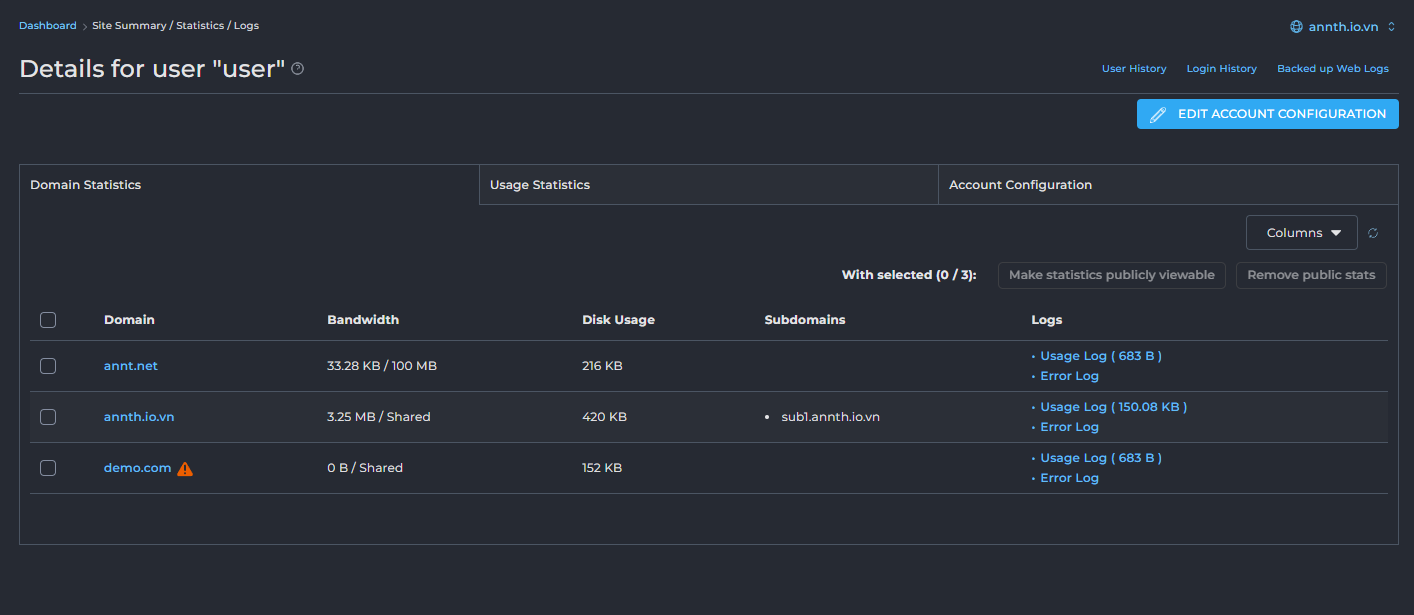 Dashboard > Site Summary / Statistics / Logs
annth.io.vn
Details for user "user"
User History Login History Backed up Web Logs
EDIT ACCOUNT CONFIGURATION
Domain Statistics Usage Statistics Account Configuration
Columns
With selected (0 / 3): Make statistics publicly viewable Remove public stats
Domain Bandwidth Disk Usage Subdomains Logs
annt.net 33.28 KB / 100 MB 216 KB
• Usage Log ( 683 B )
• Error Log
annth.io.vn 3.25 MB / Shared 420 KB • sub1.annth.io.vn
• Usage Log ( 150.08 KB )
• Error Log
demo.com 0 B / Shared 152 KB
• Usage Log ( 683 B )
• Error Log